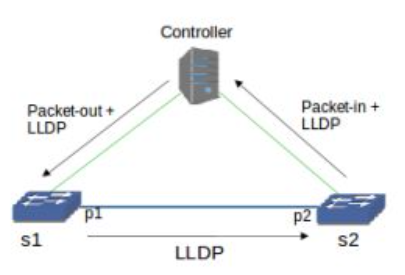 Controller
Packet-out +
LLDP
Packet-in +
LLDP
p1
p2
s1
s2
LLDP